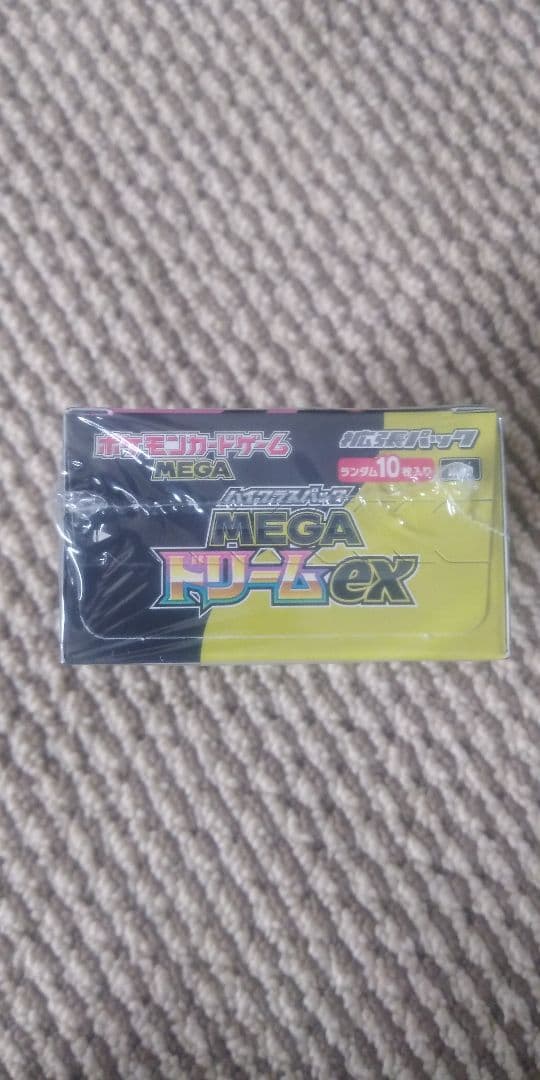 ポケモンカードゲーム
MEGA
拡張パック
ランダム10枚入り
ハイクラスパック
MEGA
ドリームex